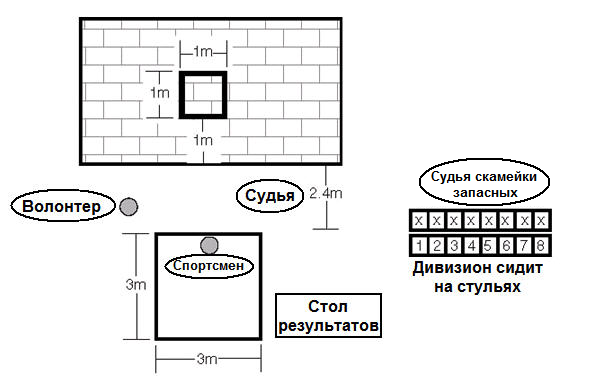 1m
1m
1m
Судья скамейки
запасных
Судья
2.4m
Волонтер
X X X X X X X X
1 2 3 4 5 6 7 8
Спортсмен
Дивизион сидит
на стульях
3m
Стол
результатов
3m